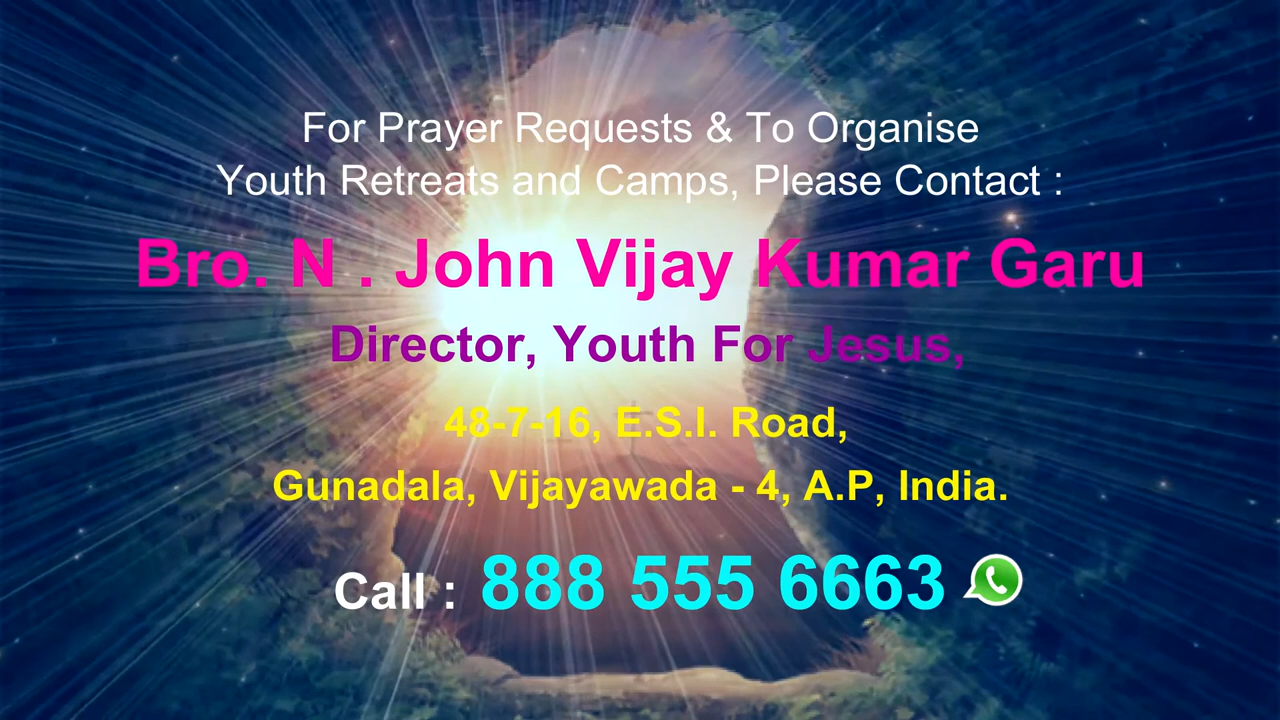 For Prayer Requests & To Organise
Youth Retreats and Camps, Please Contact :
Bro. N . John Vijay Kumar Garu
Director, Youth For Jesus,
48-7-16, E.S.I. Road,
Gunadala, Vijayawada - 4, A.P, India.
Call : 888 555 6663